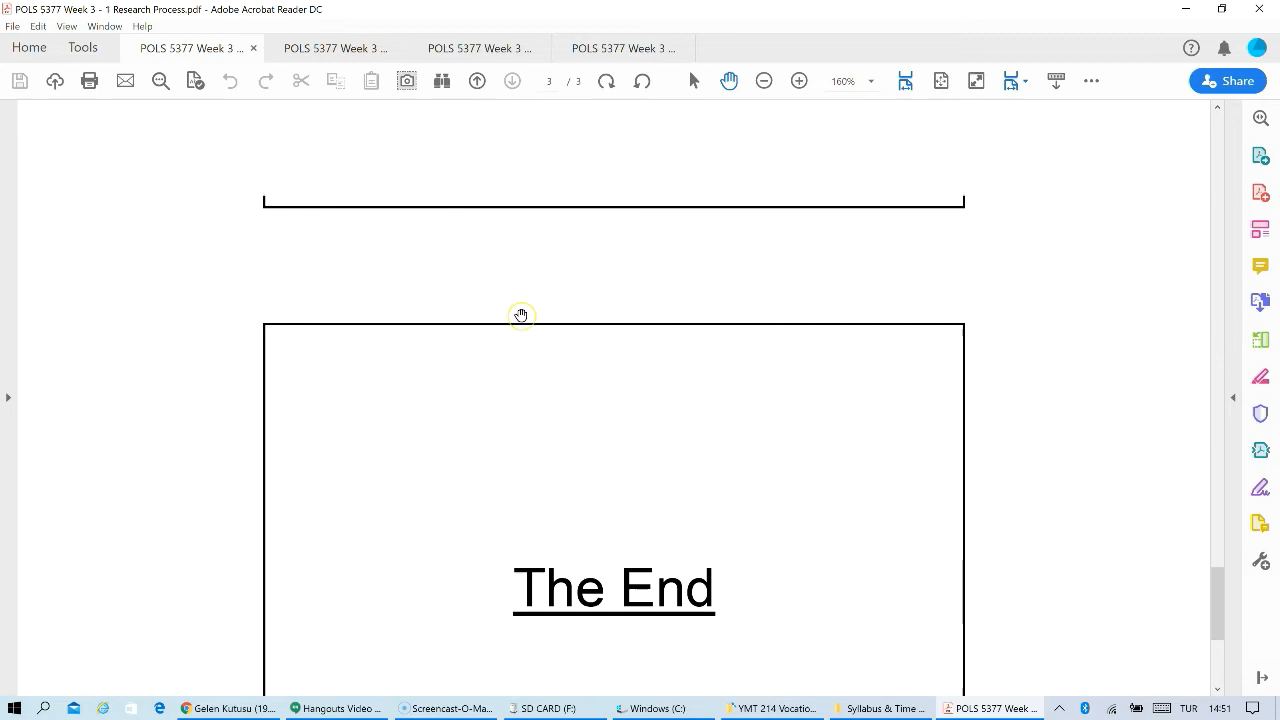 POLS 5377 Week 3 - 1 Research Process.pdf - Adobe Acrobat Reader DC
File Edit View Window Help
Home Tools POLS 5377 Week 3 ... POLS 5377 Week 3 ... POLS 5377 Week 3 ... POLS 5377 Week 3 ...
3 / 3 160% Share
The End
Gelen Kutusu (19... Hangouts Video ... Screencast-O-Ma... SD CARD (F:) Windows (C:) YMT 214 Vocatio... Syllabus & Time ... POLS 5377 Week ... TUR 14:51